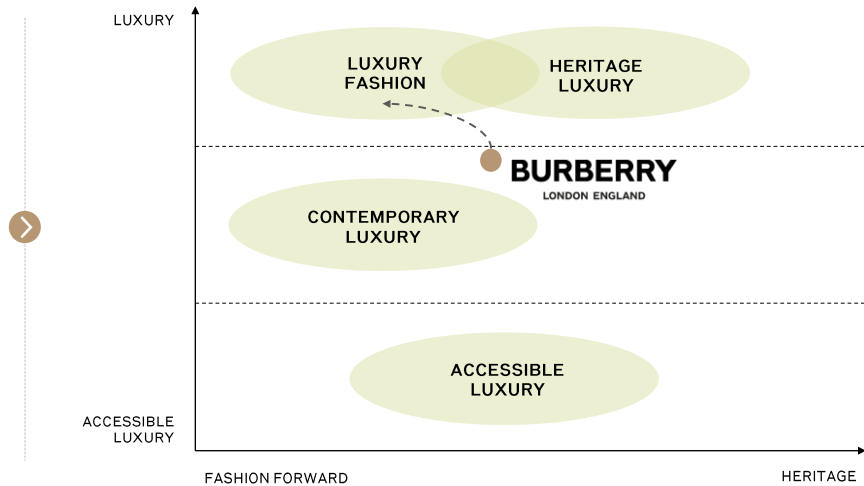 LUXURY
LUXURY
FASHION
HERITAGE
LUXURY
BURBERRY
LONDON ENGLAND
CONTEMPORARY
LUXURY
ACCESSIBLE
LUXURY
ACCESSIBLE
LUXURY
FASHION FORWARD
HERITAGE